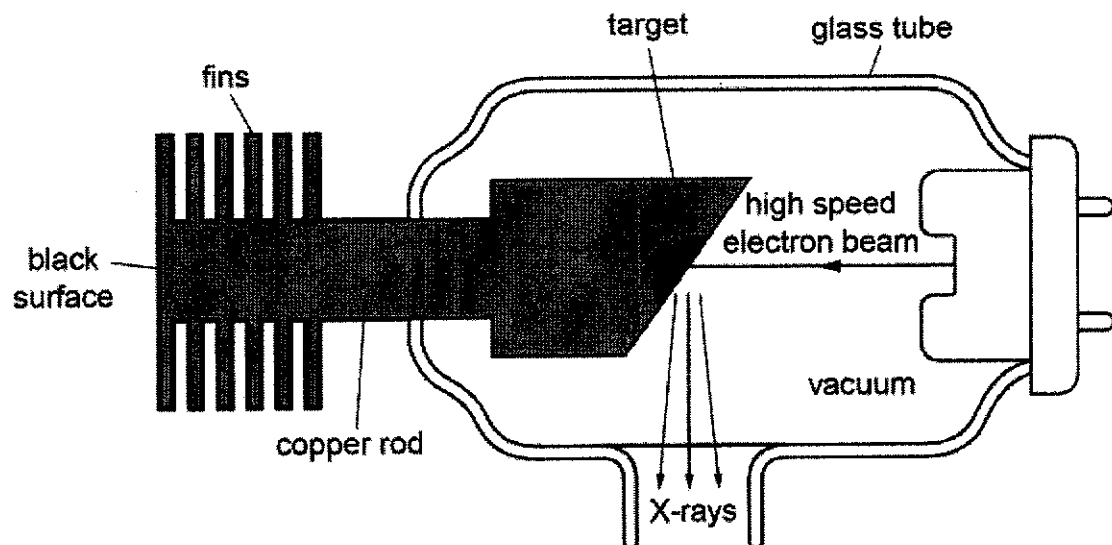 target
glass tube
fins
high speed
electron beam
black
surface
vacuum
copper rod
X-rays